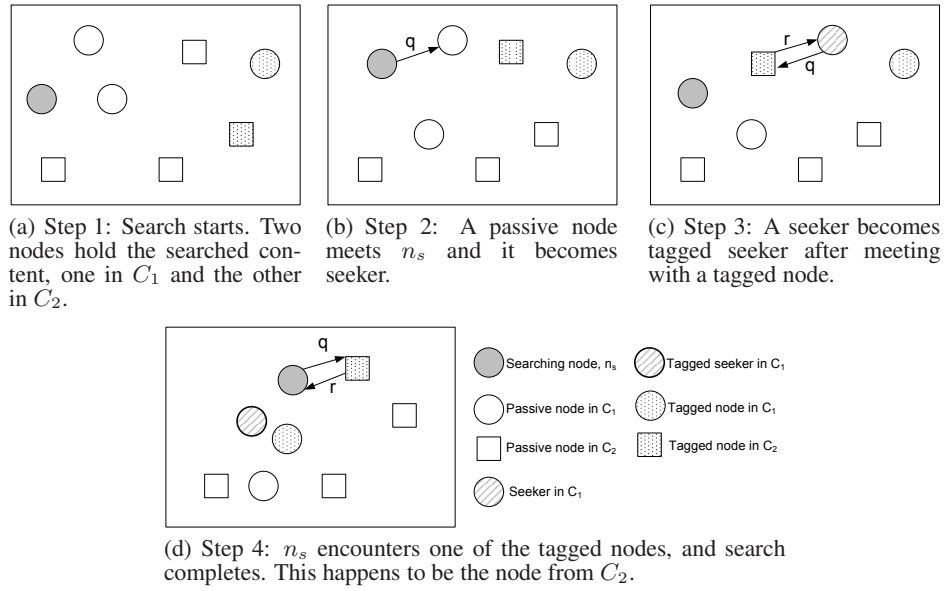 q
r
q
(a) Step 1: Search starts. Two
nodes hold the searched con-
tent, one in C1 and the other
in C2.
(b) Step 2: A passive node
meets ns and it becomes
seeker.
(c) Step 3: A seeker becomes
tagged seeker after meeting
with a tagged node.
q
r
Searching node, ns
Tagged seeker in C1
Passive node in C1
Tagged node in C1
Passive node in C2
Tagged node in C2
Seeker in C1
(d) Step 4: ns encounters one of the tagged nodes, and search
completes. This happens to be the node from C2.